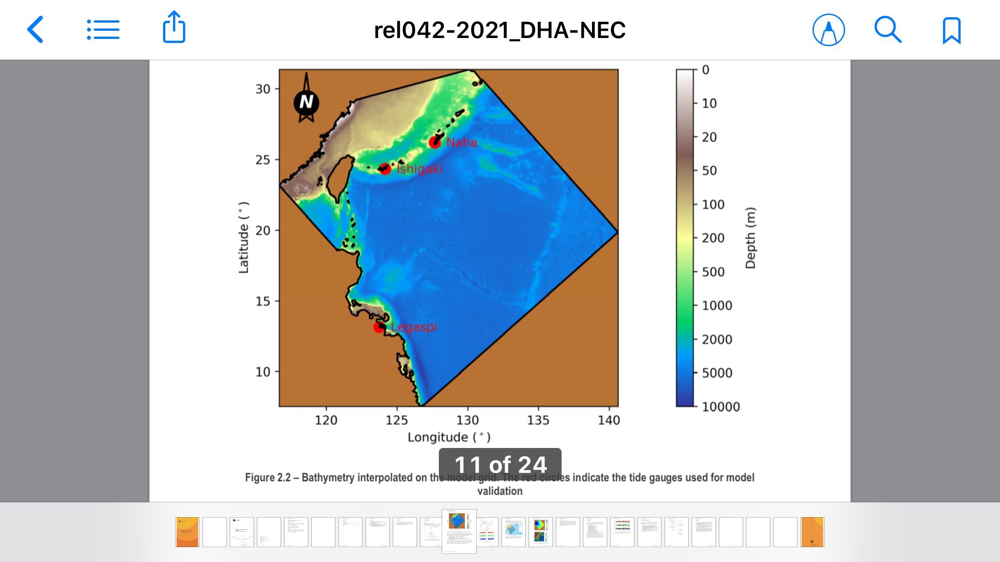 rel042-2021_DHA-NEC
N
30
25
20
15
10
Latitude (°)
Naha
Ishigaki
Legaspi
120 125 130 135 140
Longitude (°)
0
10
20
50
100
200
500
1000
2000
5000
10000
Depth (m)
11 of 24
Figure 2.2 – Bathymetry interpolated on the model grid. The red circles indicate the tide gauges used for model
validation